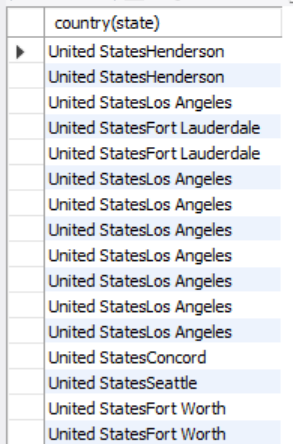 country(state)
United StatesHenderson
United StatesHenderson
United StatesLos Angeles
United StatesFort Lauderdale
United StatesFort Lauderdale
United StatesLos Angeles
United StatesLos Angeles
United StatesLos Angeles
United StatesLos Angeles
United StatesLos Angeles
United StatesLos Angeles
United StatesLos Angeles
United StatesConcord
United StatesSeattle
United StatesFort Worth
United StatesFort Worth